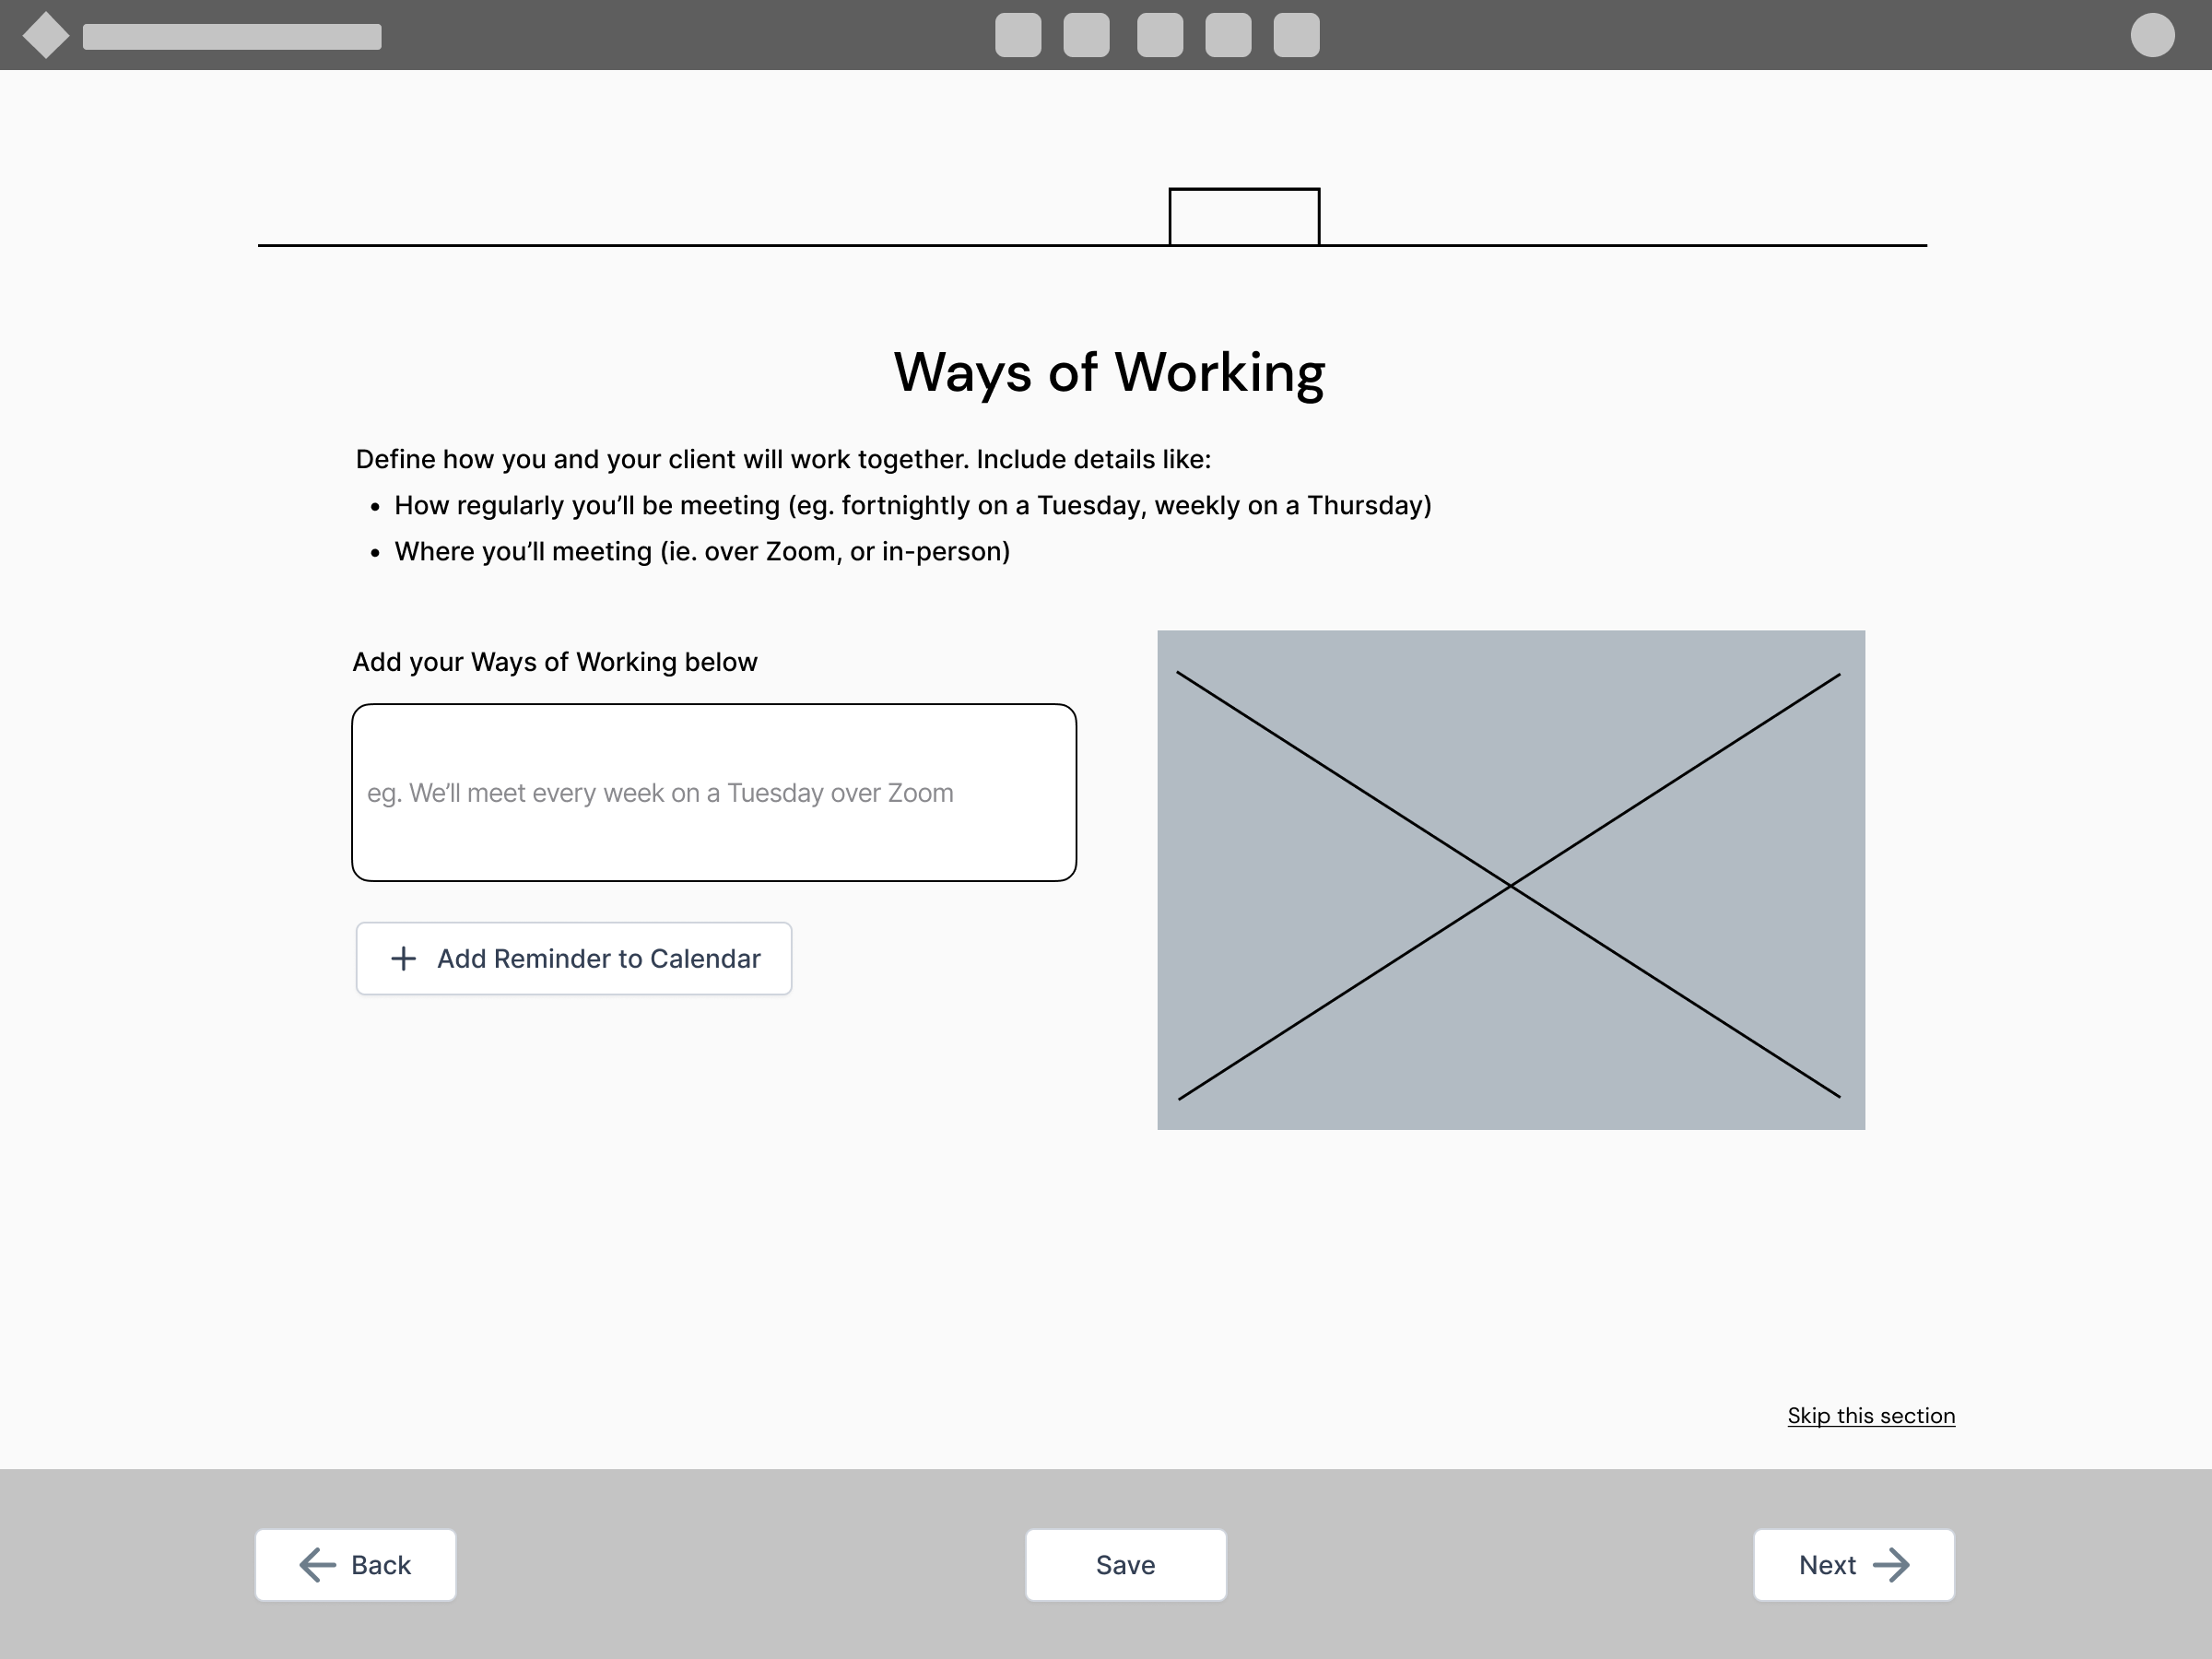 Ways of Working
Define how you and your client will work together. Include details like:
• How regularly you’ll be meeting (eg. fortnightly on a Tuesday, weekly on a Thursday)
• Where you’ll meeting (ie. over Zoom, or in-person)
Add your Ways of Working below
eg. We’ll meet every week on a Tuesday over Zoom
Add Reminder to Calendar
Skip this section
Back
Save
Next